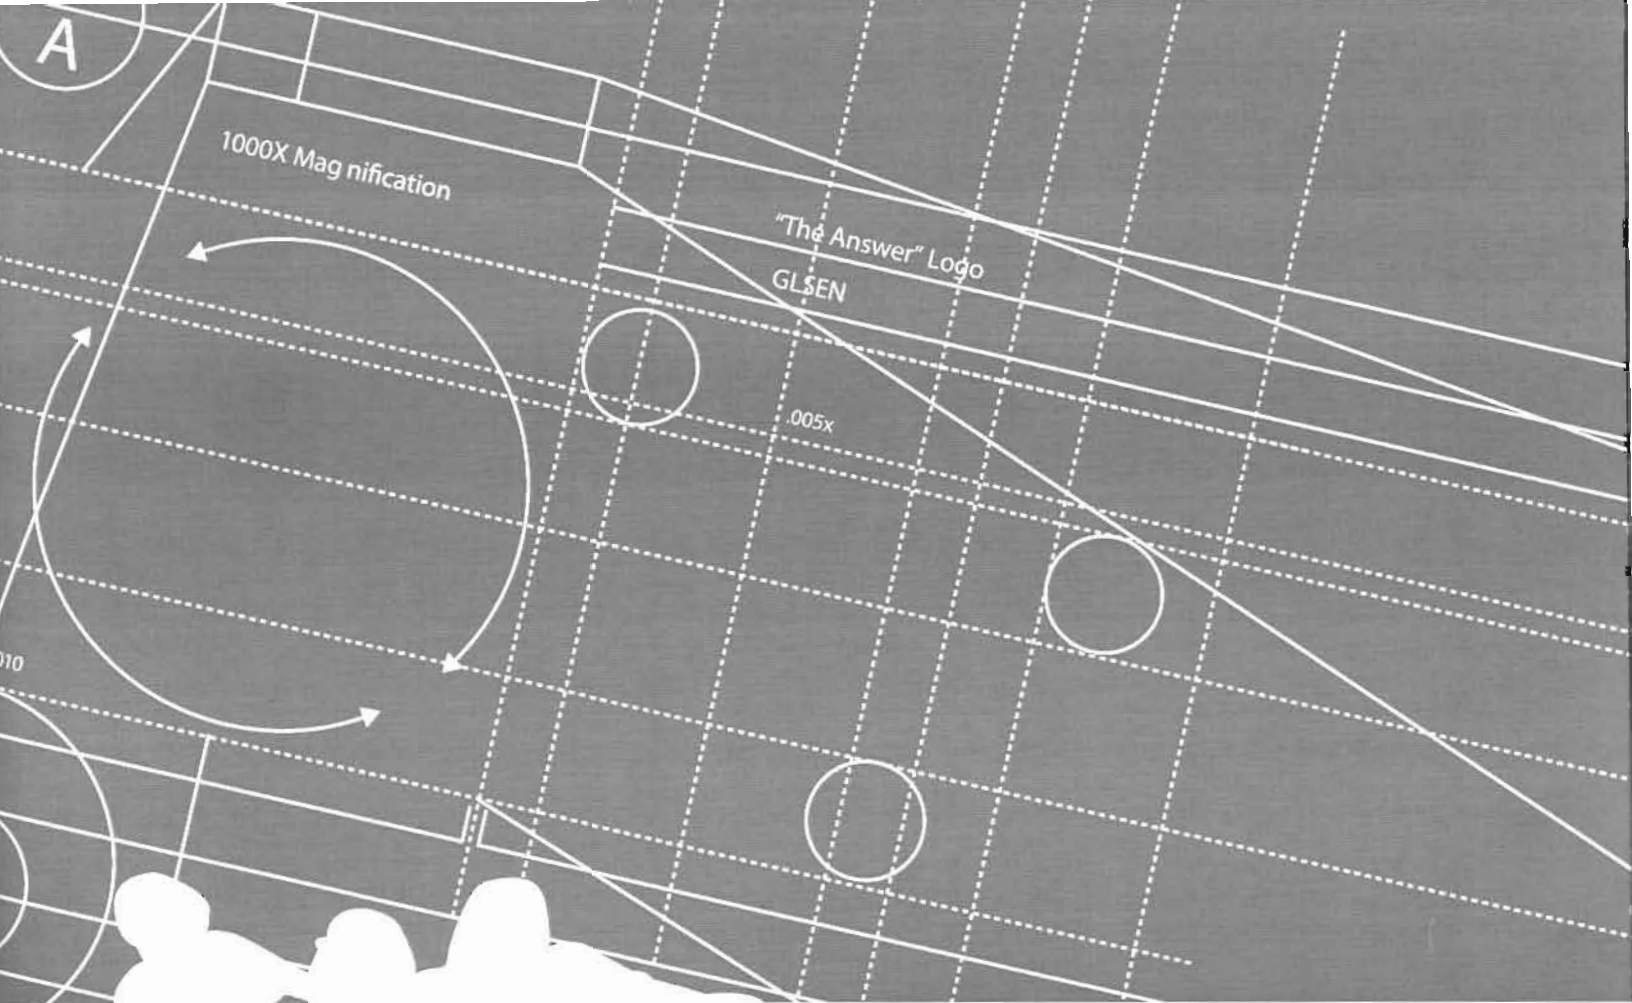 A
1000X Mag nification
"The Answer" Logo
GLSEN
.005x
010